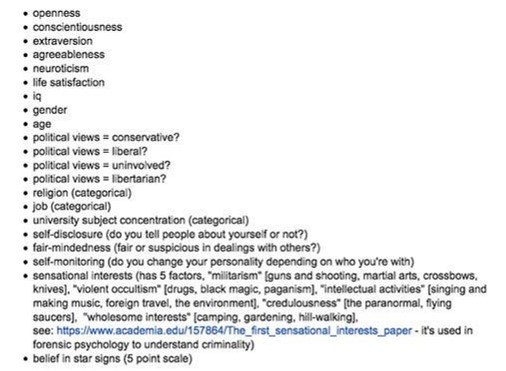 • openness
• conscientiousness
• extraversion
• agreeableness
• neuroticism
• life satisfaction
• iq
• gender
• age
• political views = conservative?
• political views = liberal?
• political views = uninvolved?
• political views = libertarian?
• religion (categorical)
• job (categorical)
• university subject concentration (categorical)
• self-disclosure (do you tell people about yourself or not?)
• fair-mindedness (fair or suspicious in dealings with others?)
• self-monitoring (do you change your personality depending on who you're with)
• sensational interests (has 5 factors, "militarism" [guns and shooting, martial arts, crossbows,
knives], "violent occultism" [drugs, black magic, paganism], "intellectual activities" [singing and
making music, foreign travel, the environment], "credulousness" [the paranormal, flying
saucers], "wholesome interests" [camping, gardening, hill-walking],
see: https://www.academia.edu/157864/The_first_sensational_interests_paper - it's used in
forensic psychology to understand criminality)
• belief in star signs (5 point scale)